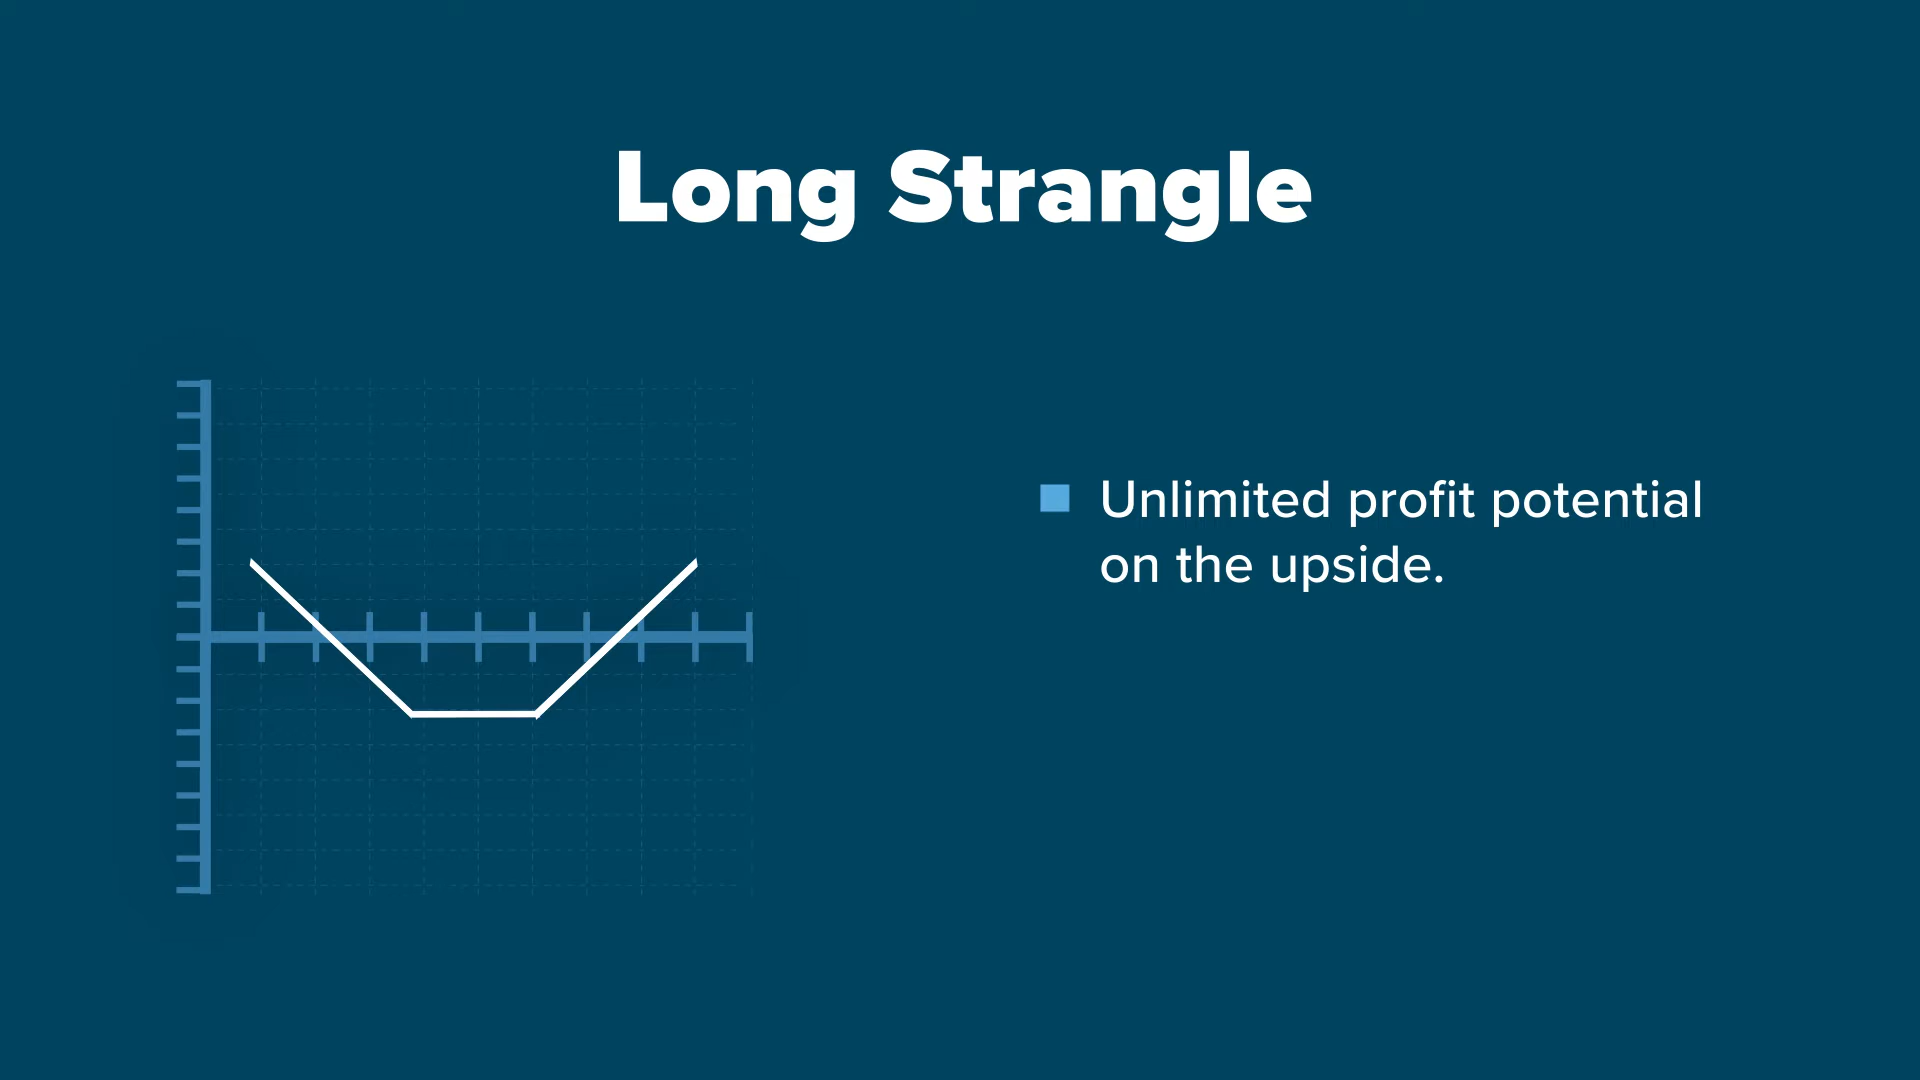 Long Strangle
Unlimited profit potential
on the upside.